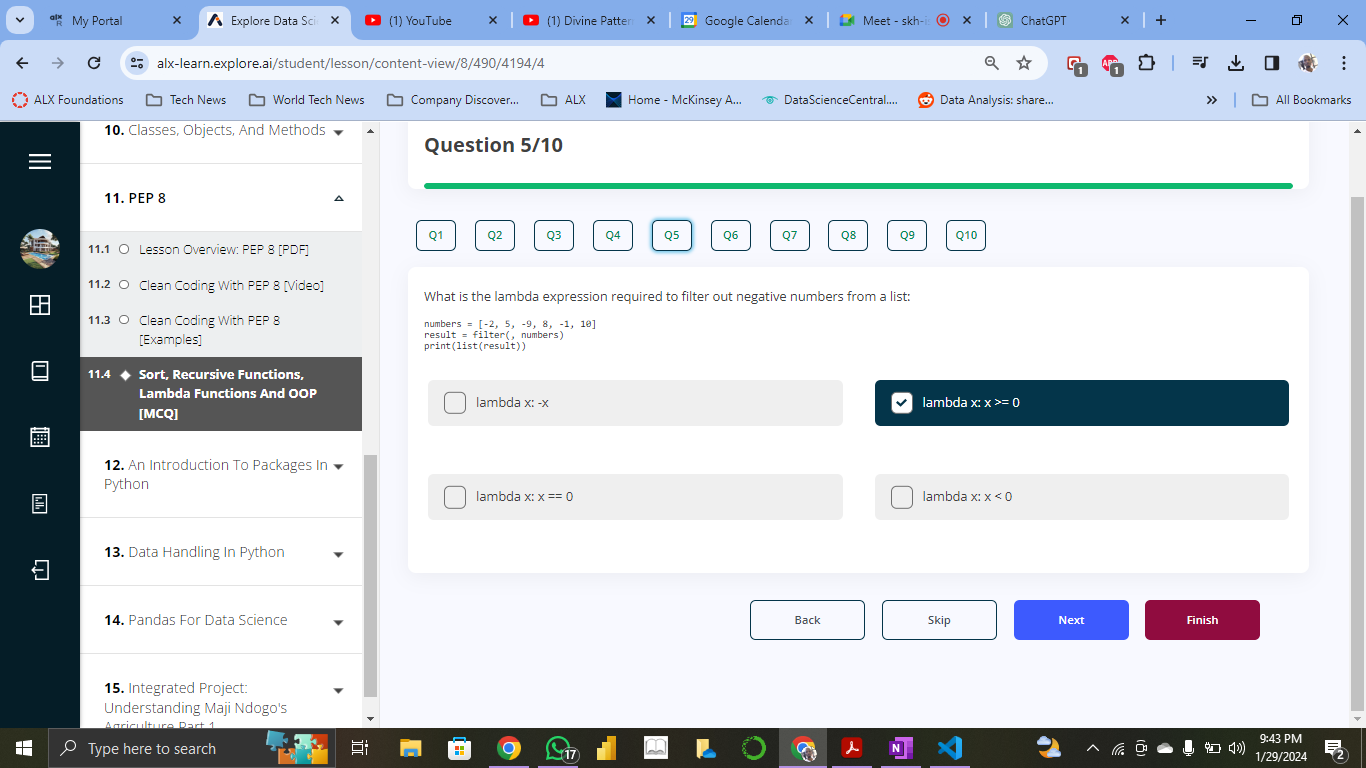 My Portal
Explore Data Sci
(1) YouTube
(1) Divine Patter
Google Calenda
Meet - skh-i
ChatGPT
alx-learn.explore.ai/student/lesson/content-view/8/490/4194/4
1
1
ALX Foundations
Tech News
World Tech News
Company Discover...
ALX
Home - McKinsey A...
DataScienceCentral....
Data Analysis: share...
»
All Bookmarks
10. Classes, Objects, And Methods
11. PEP 8
11.1 Lesson Overview: PEP 8 [PDF]
11.2 Clean Coding With PEP 8 [Video]
11.3 Clean Coding With PEP 8
[Examples]
11.4 Sort, Recursive Functions,
Lambda Functions And OOP
[MCQ]
12. An Introduction To Packages In
Python
13. Data Handling In Python
14. Pandas For Data Science
15. Integrated Project:
Understanding Maji Ndogo's
Agriculture Part 1
Question 5/10
Q1 Q2 Q3 Q4 Q5 Q6 Q7 Q8 Q9 Q10
What is the lambda expression required to filter out negative numbers from a list:
numbers = [-2, 5, -9, 8, -1, 10]
result = filter(, numbers)
print(list(result))
lambda x: -x
lambda x: x >= 0
lambda x: x == 0
lambda x: x < 0
Back
Skip
Next
Finish
Type here to search
17
9:43 PM
1/29/2024
2